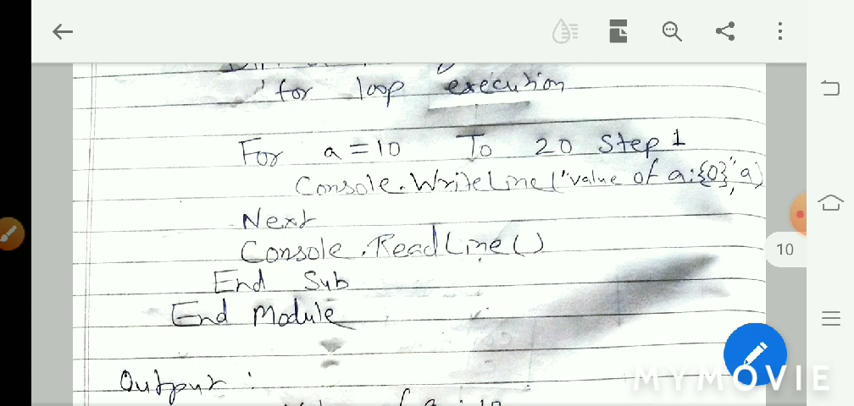 'for loop execution
For a = 10 To 20 Step 1
Console.WriteLine("value of a:{0}", a)
Next
Console.ReadLine()
End Sub
End Module
Output:
10
MYMOVIE